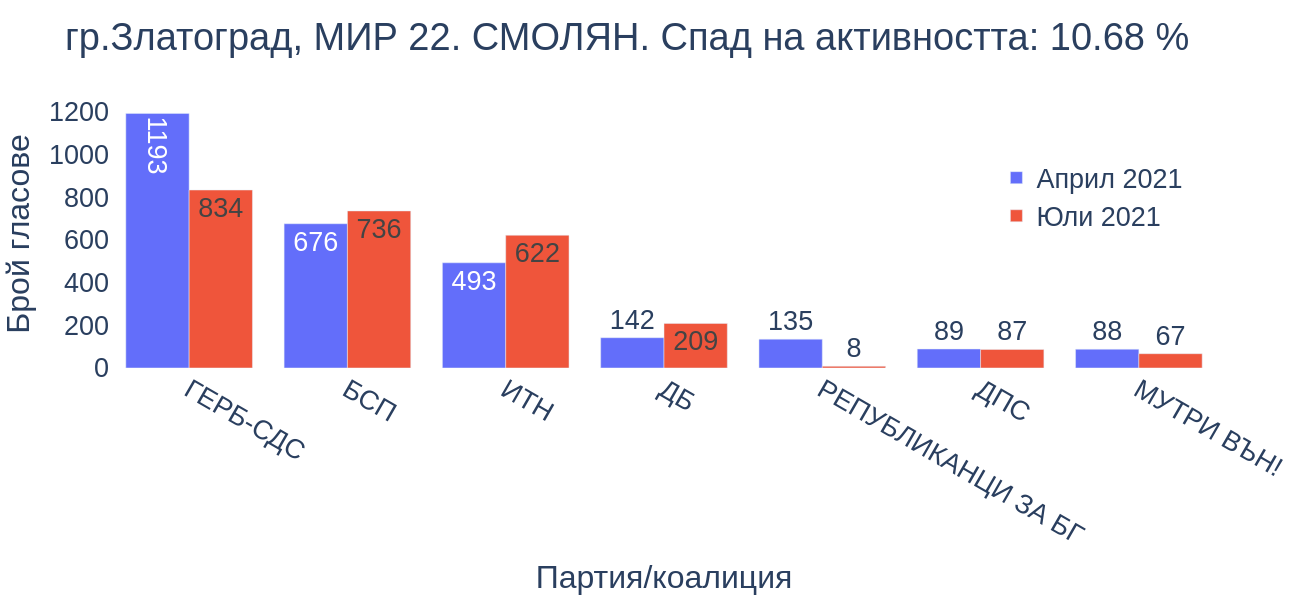 гр.Златоград, МИР 22. СМОЛЯН. Спад на активността: 10.68 %
Брой гласове
1200
1000
800
600
400
200
0
1193
834
676
736
493
622
142
209
135
8
89
87
88
67
Април 2021
Юли 2021
ГЕРБ-СДС
БСП
ИТН
ДБ
РЕПУБЛИКАНЦИ ЗА БГ
ДПС
МУТРИ ВЪН!
Партия/коалиция